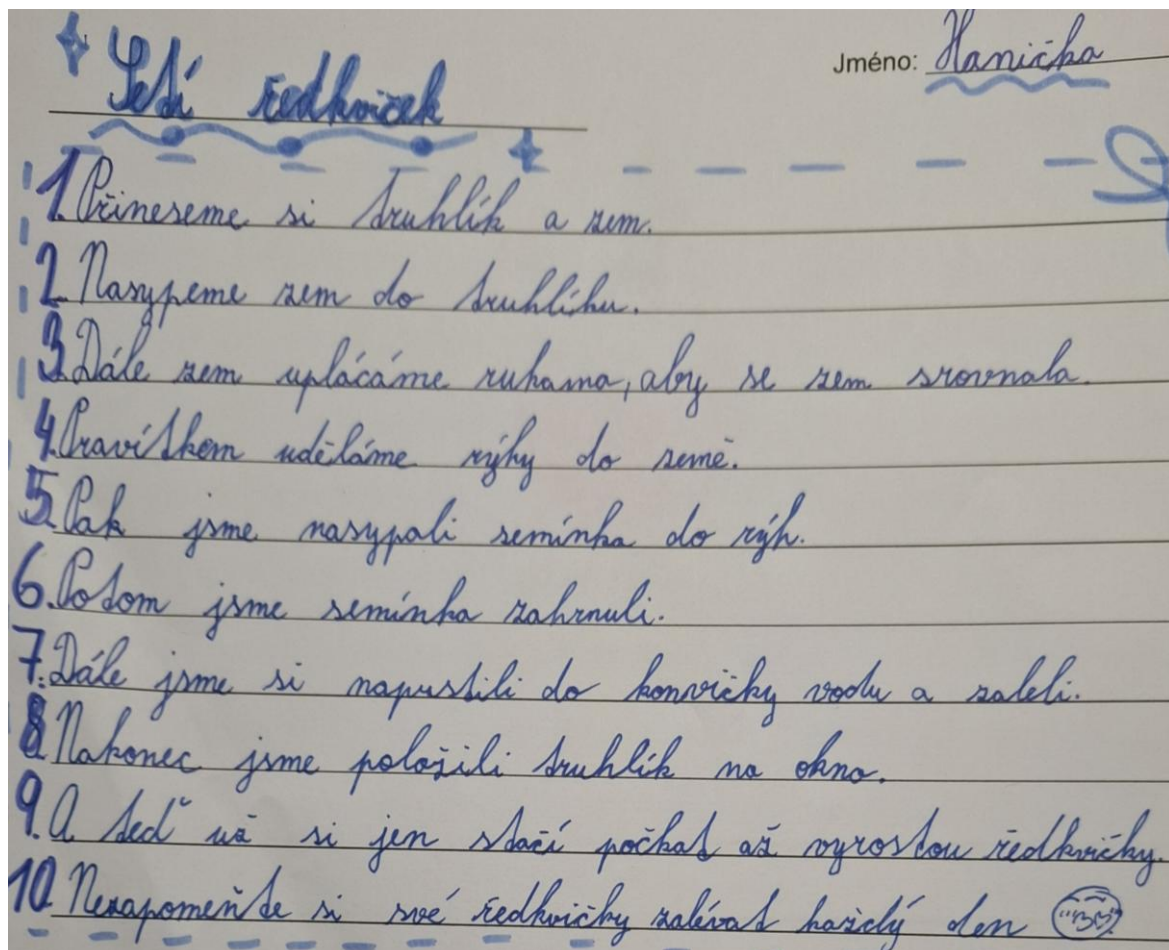 Jméno: Hanička
Setí ředkviček
1. Přineseme si truhlík a zem.
2. Nasypeme zem do truhlíku.
3. Dále zem uplácáme rukama, aby se zem srovnala.
4. Pravítkem uděláme rýhy do země.
5. Pak jsme nasypali semínka do rýh.
6. Potom jsme semínka zahrnuli.
7. Dále jsme si napustili do konvičky vodu a zaleli.
8. Nakonec jsme položili truhlík na okno.
9. A teď už si jen stačí počkat až vyrostou ředkvičky.
10. Nezapomeňte si své ředkvičky zalévat každý den